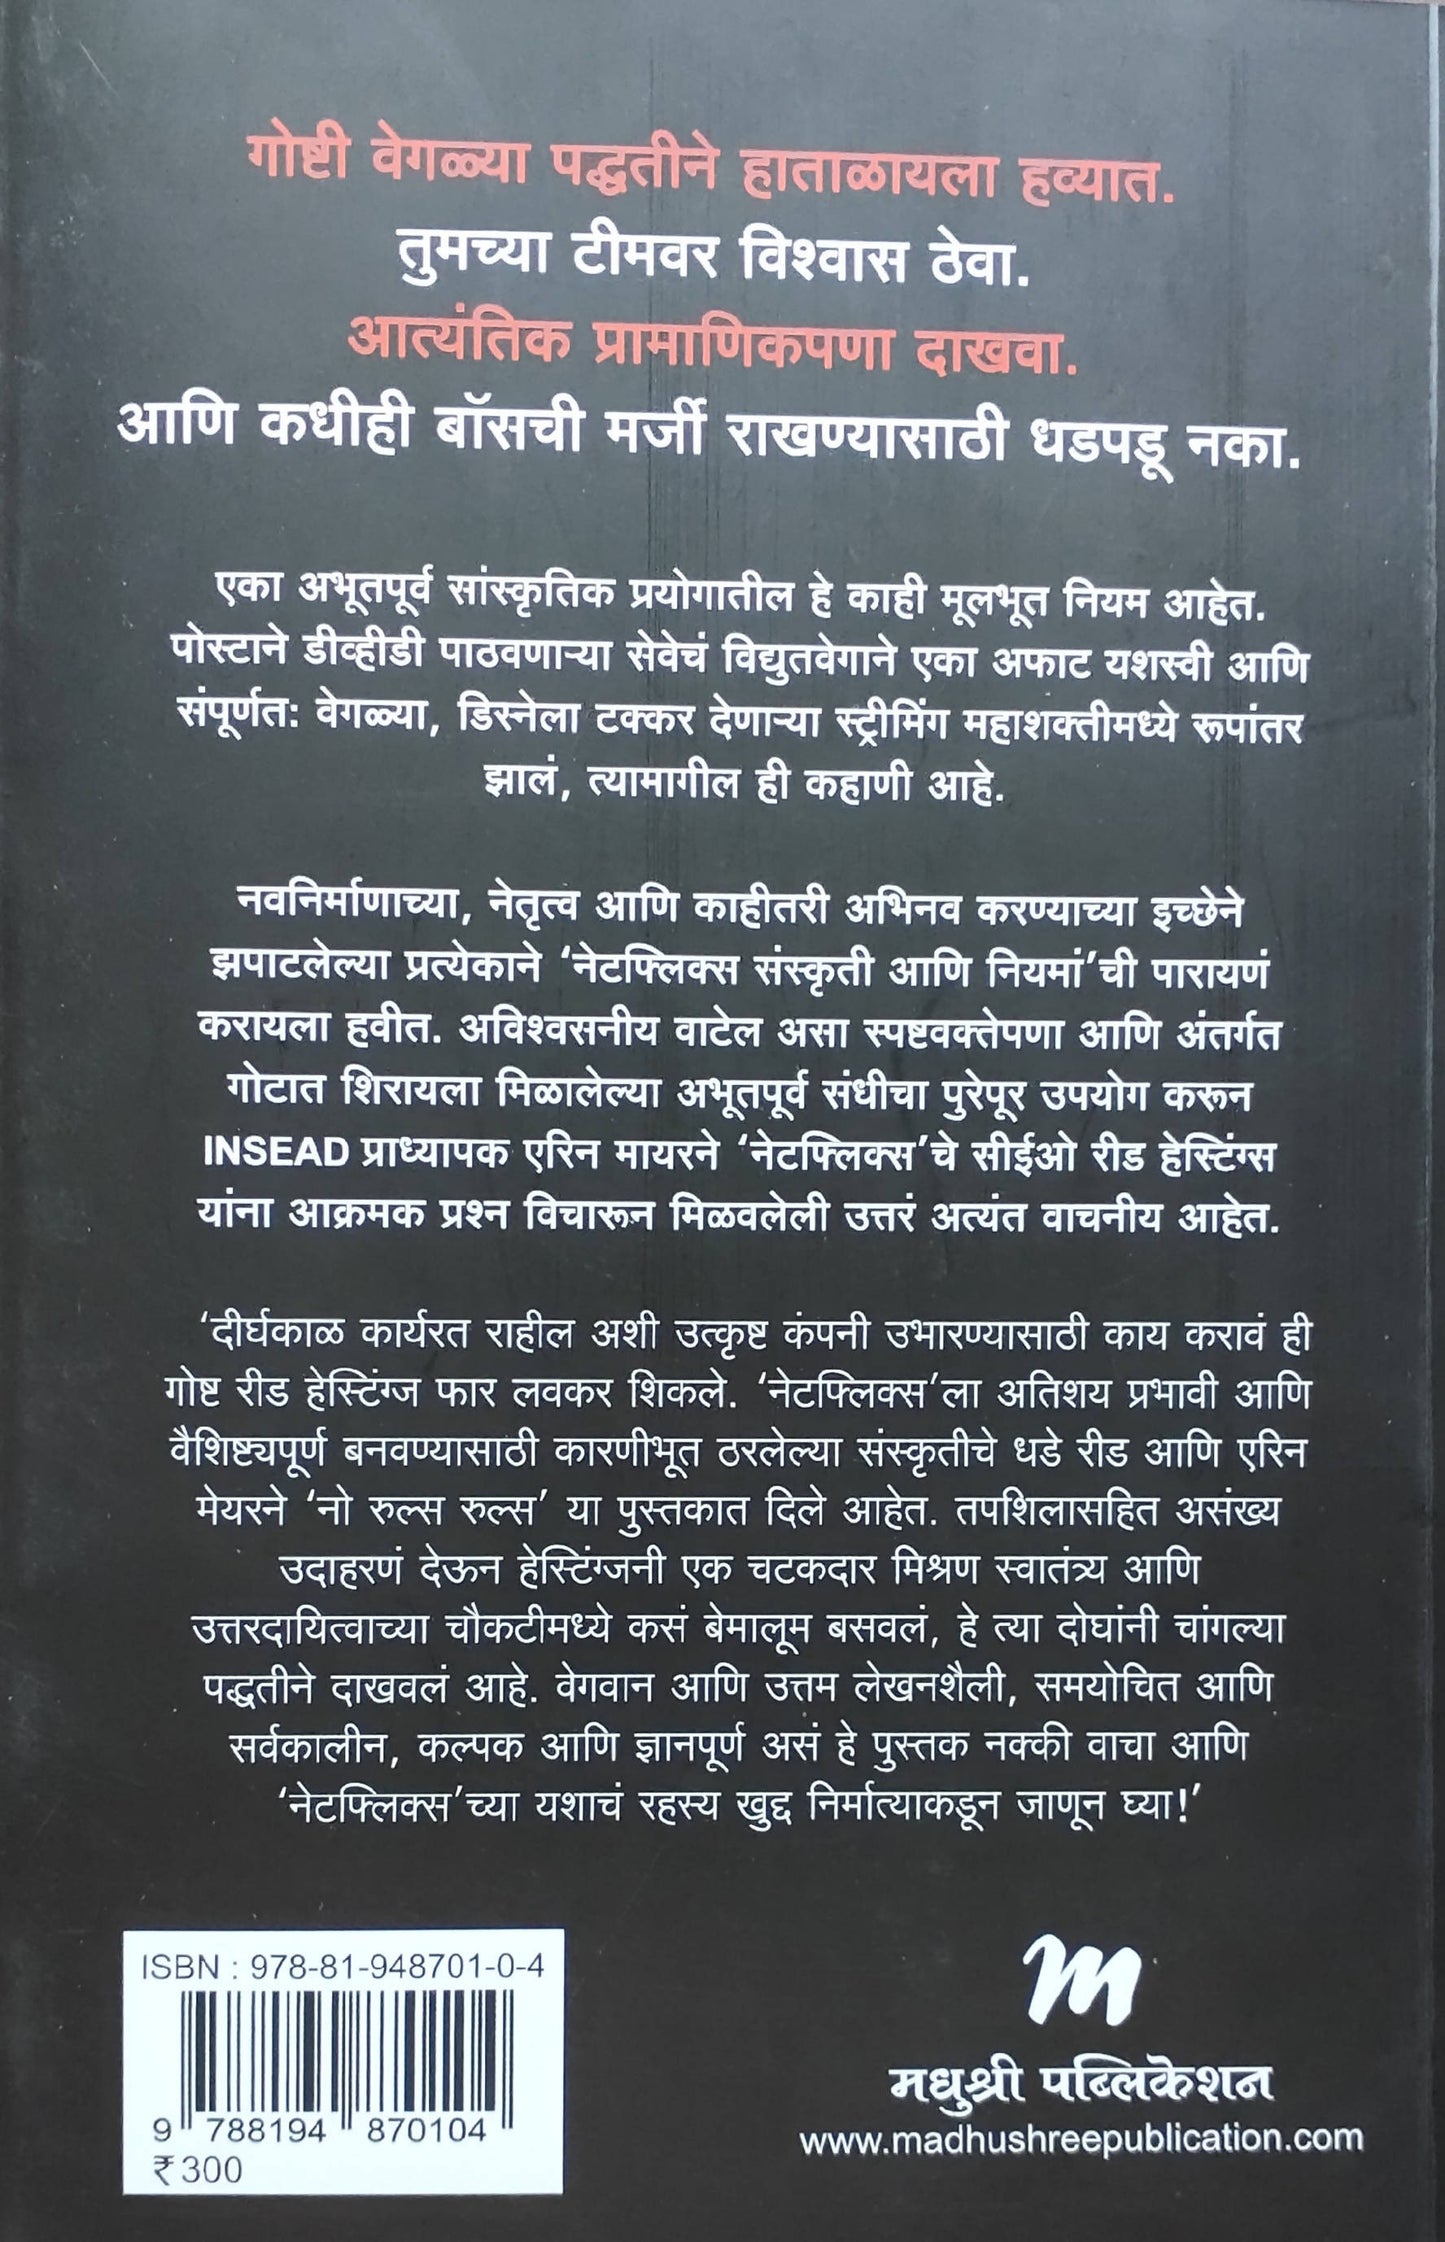 गोष्टी वेगळ्या पद्धतीने हाताळायला हव्यात.
तुमच्या टीमवर विश्वास ठेवा.
आत्यंतिक प्रामाणिकपणा दाखवा.
आणि कधीही बॉसची मर्जी राखण्यासाठी धडपडू नका.
एका अभूतपूर्व सांस्कृतिक प्रयोगातील हे काही मूलभूत नियम आहेत.
पोस्टाने डीव्हीडी पाठवणाऱ्या सेवेचं विद्युतवेगाने एका अफाट यशस्वी आणि
संपूर्णतः वेगळ्या, डिस्नेला टक्कर देणाऱ्या स्ट्रीमिंग महाशक्तीमध्ये रूपांतर
झालं, त्यामागील ही कहाणी आहे.
नवनिर्माणाच्या, नेतृत्व आणि काहीतरी अभिनव करण्याच्या इच्छेने
झपाटलेल्या प्रत्येकाने 'नेटफ्लिक्स संस्कृती आणि नियमां'ची पारायणं
करायला हवीत. अविश्वसनीय वाटेल असा स्पष्टवक्तेपणा आणि अंतर्गत
गोटात शिरायला मिळालेल्या अभूतपूर्व संधीचा पुरेपूर उपयोग करून
INSEAD प्राध्यापक एरिन मायरने 'नेटफ्लिक्स'चे सीईओ रीड हेस्टिंग्स
यांना आक्रमक प्रश्न विचारून मिळवलेली उत्तरं अत्यंत वाचनीय आहेत.
'दीर्घकाळ कार्यरत राहील अशी उत्कृष्ट कंपनी उभारण्यासाठी काय करावं ही
गोष्ट रीड हेस्टिंग्ज फार लवकर शिकले. 'नेटफ्लिक्स'ला अतिशय प्रभावी आणि
वैशिष्ट्यपूर्ण बनवण्यासाठी कारणीभूत ठरलेल्या संस्कृतीचे धडे रीड आणि एरिन
मेयरने 'नो रुल्स रुल्स' या पुस्तकात दिले आहेत. तपशिलासहित असंख्य
उदाहरणं देऊन हेस्टिंग्जनी एक चटकदार मिश्रण स्वातंत्र्य आणि
उत्तरदायित्वाच्या चौकटीमध्ये कसं बेमालूम बसवलं, हे त्या दोघांनी चांगल्या
पद्धतीने दाखवलं आहे. वेगवान आणि उत्तम लेखनशैली, समयोचित आणि
सर्वकालीन, कल्पक आणि ज्ञानपूर्ण असं हे पुस्तक नक्की वाचा आणि
'नेटफ्लिक्स'च्या यशाचं रहस्य खुद्द निर्मात्याकडून जाणून घ्या!'
ISBN : 978-81-948701-0-4
9 788194 870104
₹ 300
m
मधुश्री पब्लिकेशन
www.madhushreepublication.com